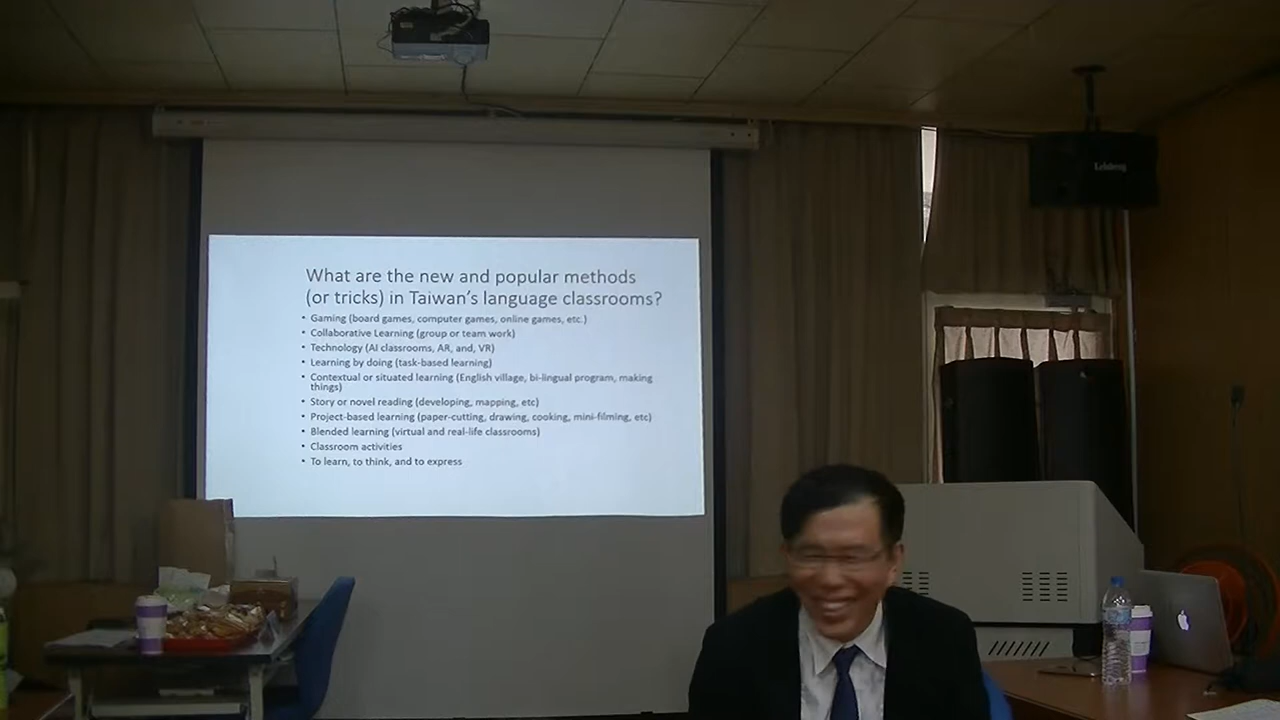 What are the new and popular methods
(or tricks) in Taiwan's language classrooms?
• Gaming (board games, computer games, online games, etc.)
• Collaborative Learning (group or team work)
• Technology (AI classrooms, AR, and, VR)
• Learning by doing (task-based learning)
• Contextual or situated learning (English village, bi-lingual program, making
things)
• Story or novel reading (developing, mapping, etc)
• Project-based learning (paper-cutting, drawing, cooking, mini-filming, etc)
• Blended learning (virtual and real-life classrooms)
• Classroom activities
• To learn, to think, and to express